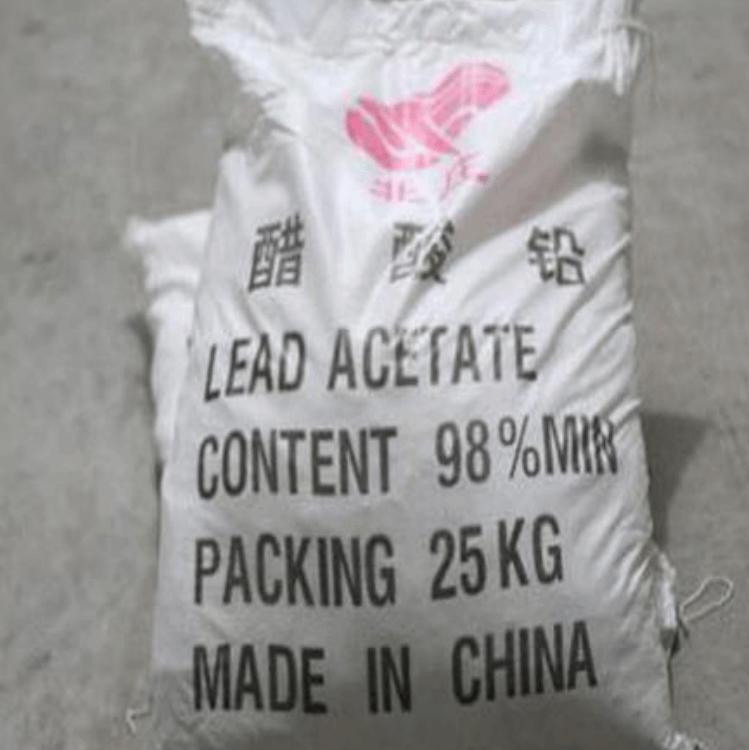 醋 酸 铅
LEAD ACETATE
CONTENT 98%MIN
PACKING 25KG
MADE IN CHINA